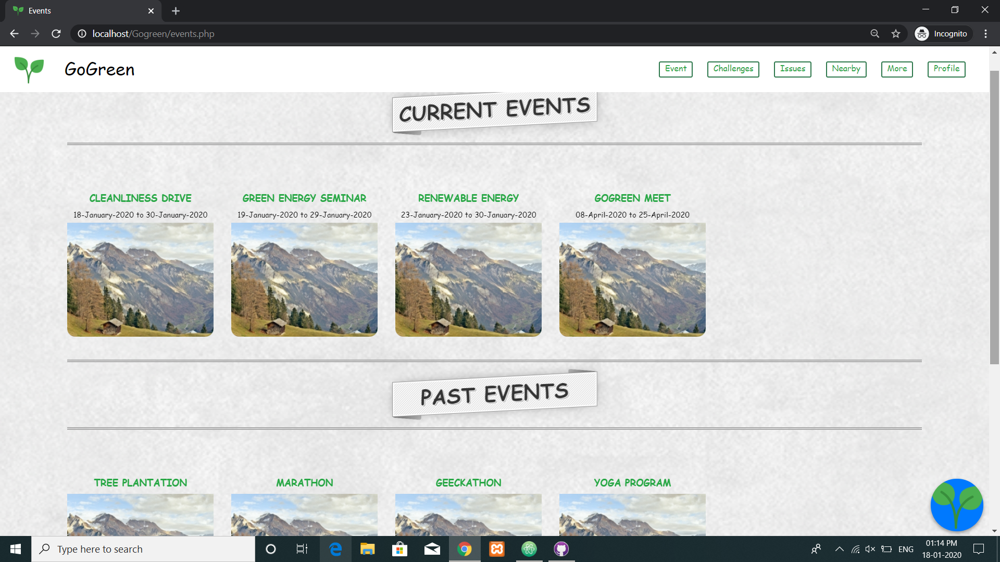 Events
localhost/Gogreen/events.php
Incognito
GoGreen
Event Challenges Issues Nearby More Profile
CURRENT EVENTS
CLEANLINESS DRIVE GREEN ENERGY SEMINAR RENEWABLE ENERGY GOGREEN MEET
18-January-2020 to 30-January-2020 19-January-2020 to 29-January-2020 23-January-2020 to 30-January-2020 08-April-2020 to 25-April-2020
PAST EVENTS
TREE PLANTATION MARATHON GEECKATHON YOGA PROGRAM
Type here to search
ENG
01:14 PM
18-01-2020